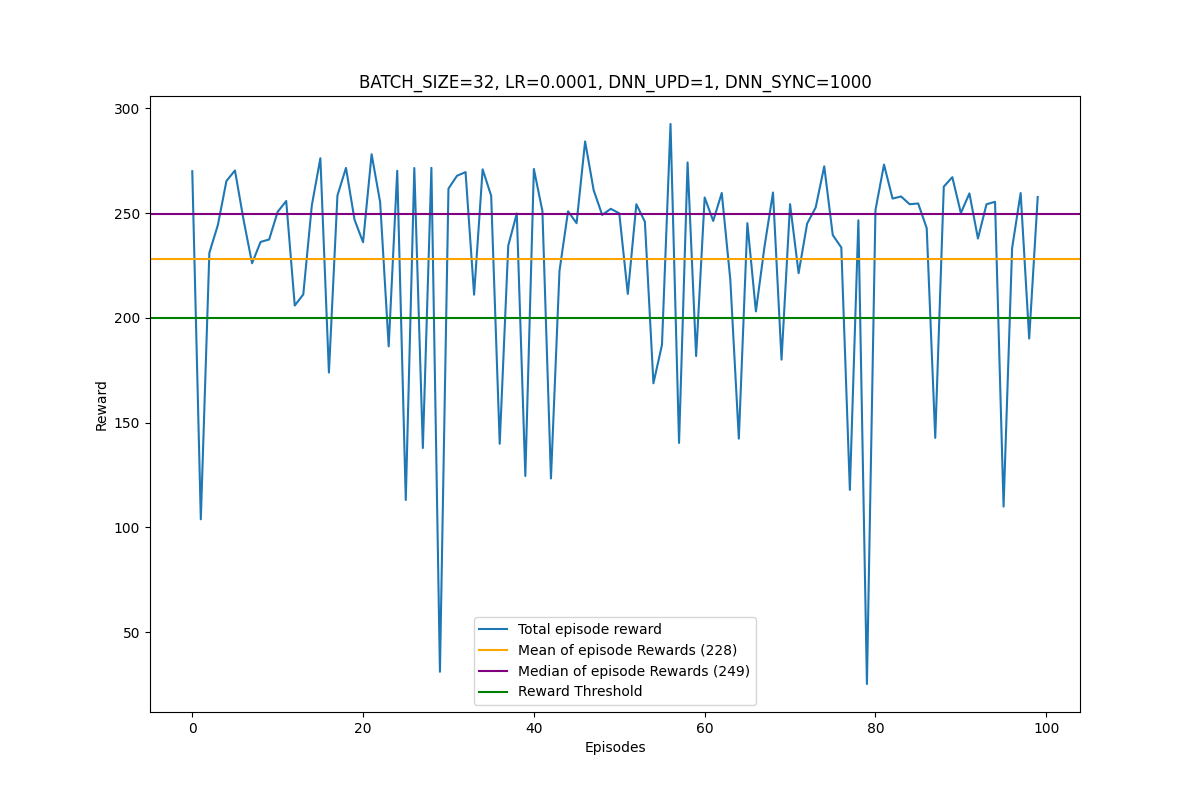 BATCH_SIZE=32, LR=0.0001, DNN_UPD=1, DNN_SYNC=1000
300
250
200
150
100
50
Reward
Total episode reward
Mean of episode Rewards (228)
Median of episode Rewards (249)
Reward Threshold
0 20 40 60 80 100
Episodes